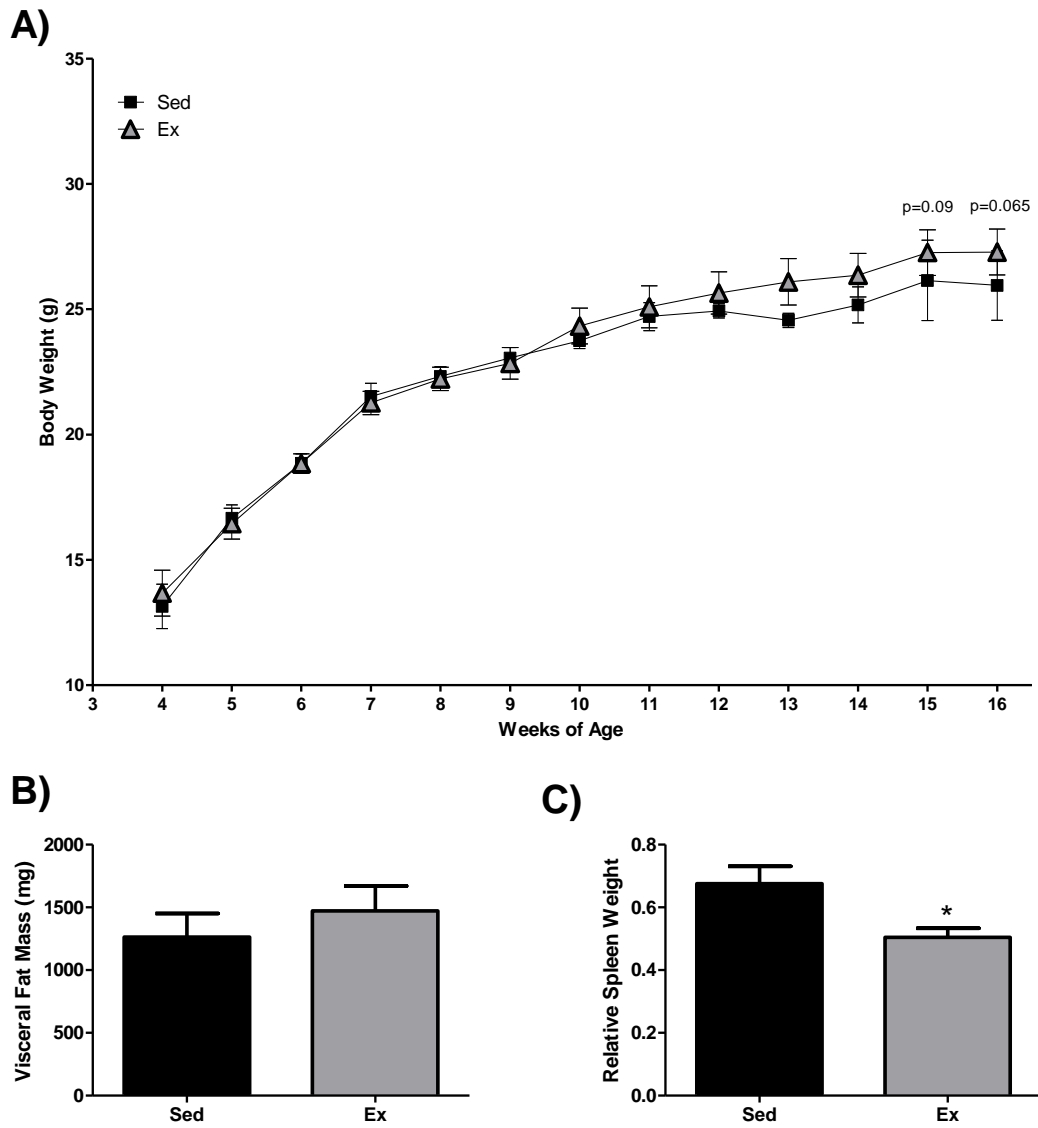 A)
35
30
25
20
15
10
Body Weight (g)
Sed
Ex
p=0.09
p=0.065
3 4 5 6 7 8 9 10 11 12 13 14 15 16
Weeks of Age
B)
2000
1500
1000
500
0
Visceral Fat Mass (mg)
Sed Ex
C)
0.8
0.6
0.4
0.2
0.0
Relative Spleen Weight
*
Sed Ex